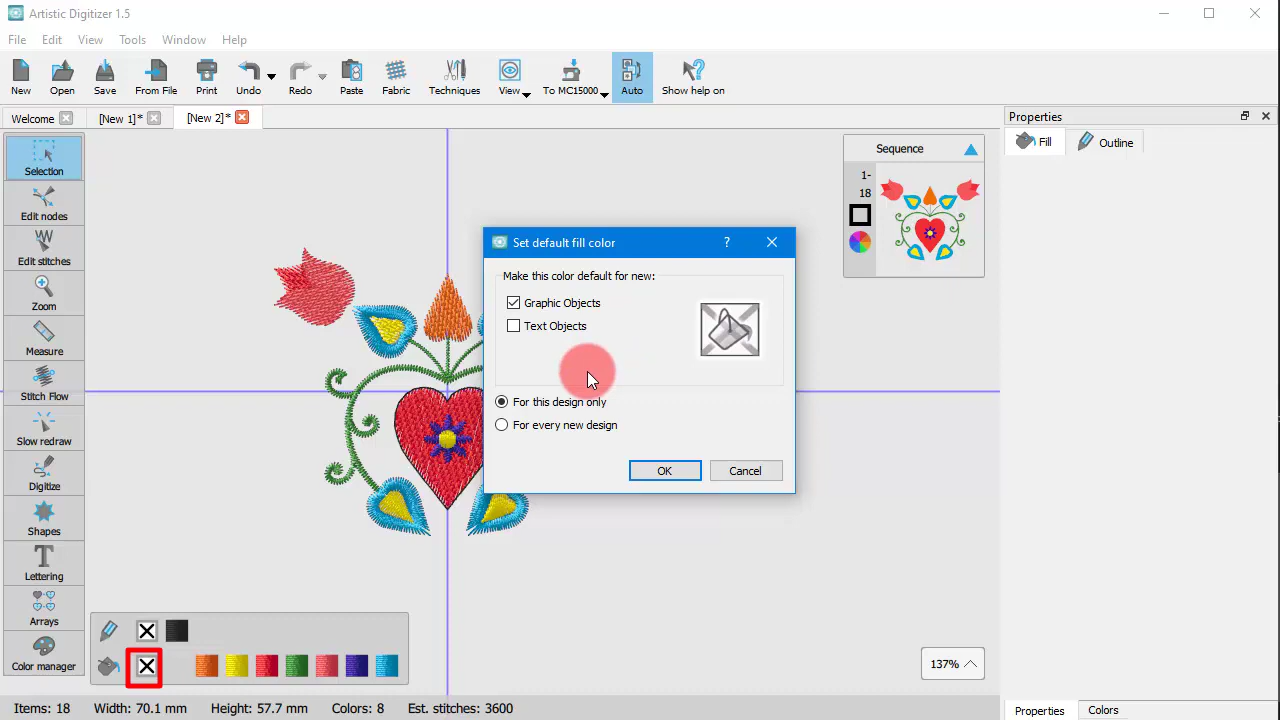 Artistic Digitizer 1.5
File Edit View Tools Window Help
New Open Save From File Print Undo Redo Paste Fabric Techniques View To MC15000 Auto Show help on
Welcome [New 1]* [New 2]*
Properties
Fill Outline
Selection
Edit nodes
Edit stitches
Zoom
Measure
Stitch Flow
Slow redraw
Digitize
Shapes
Lettering
Arrays
Color manager
Sequence
1-
18
Set default fill color
Make this color default for new:
Graphic Objects
Text Objects
For this design only
For every new design
OK Cancel
137%
Items: 18 Width: 70.1 mm Height: 57.7 mm Colors: 8 Est. stitches: 3600
Properties Colors